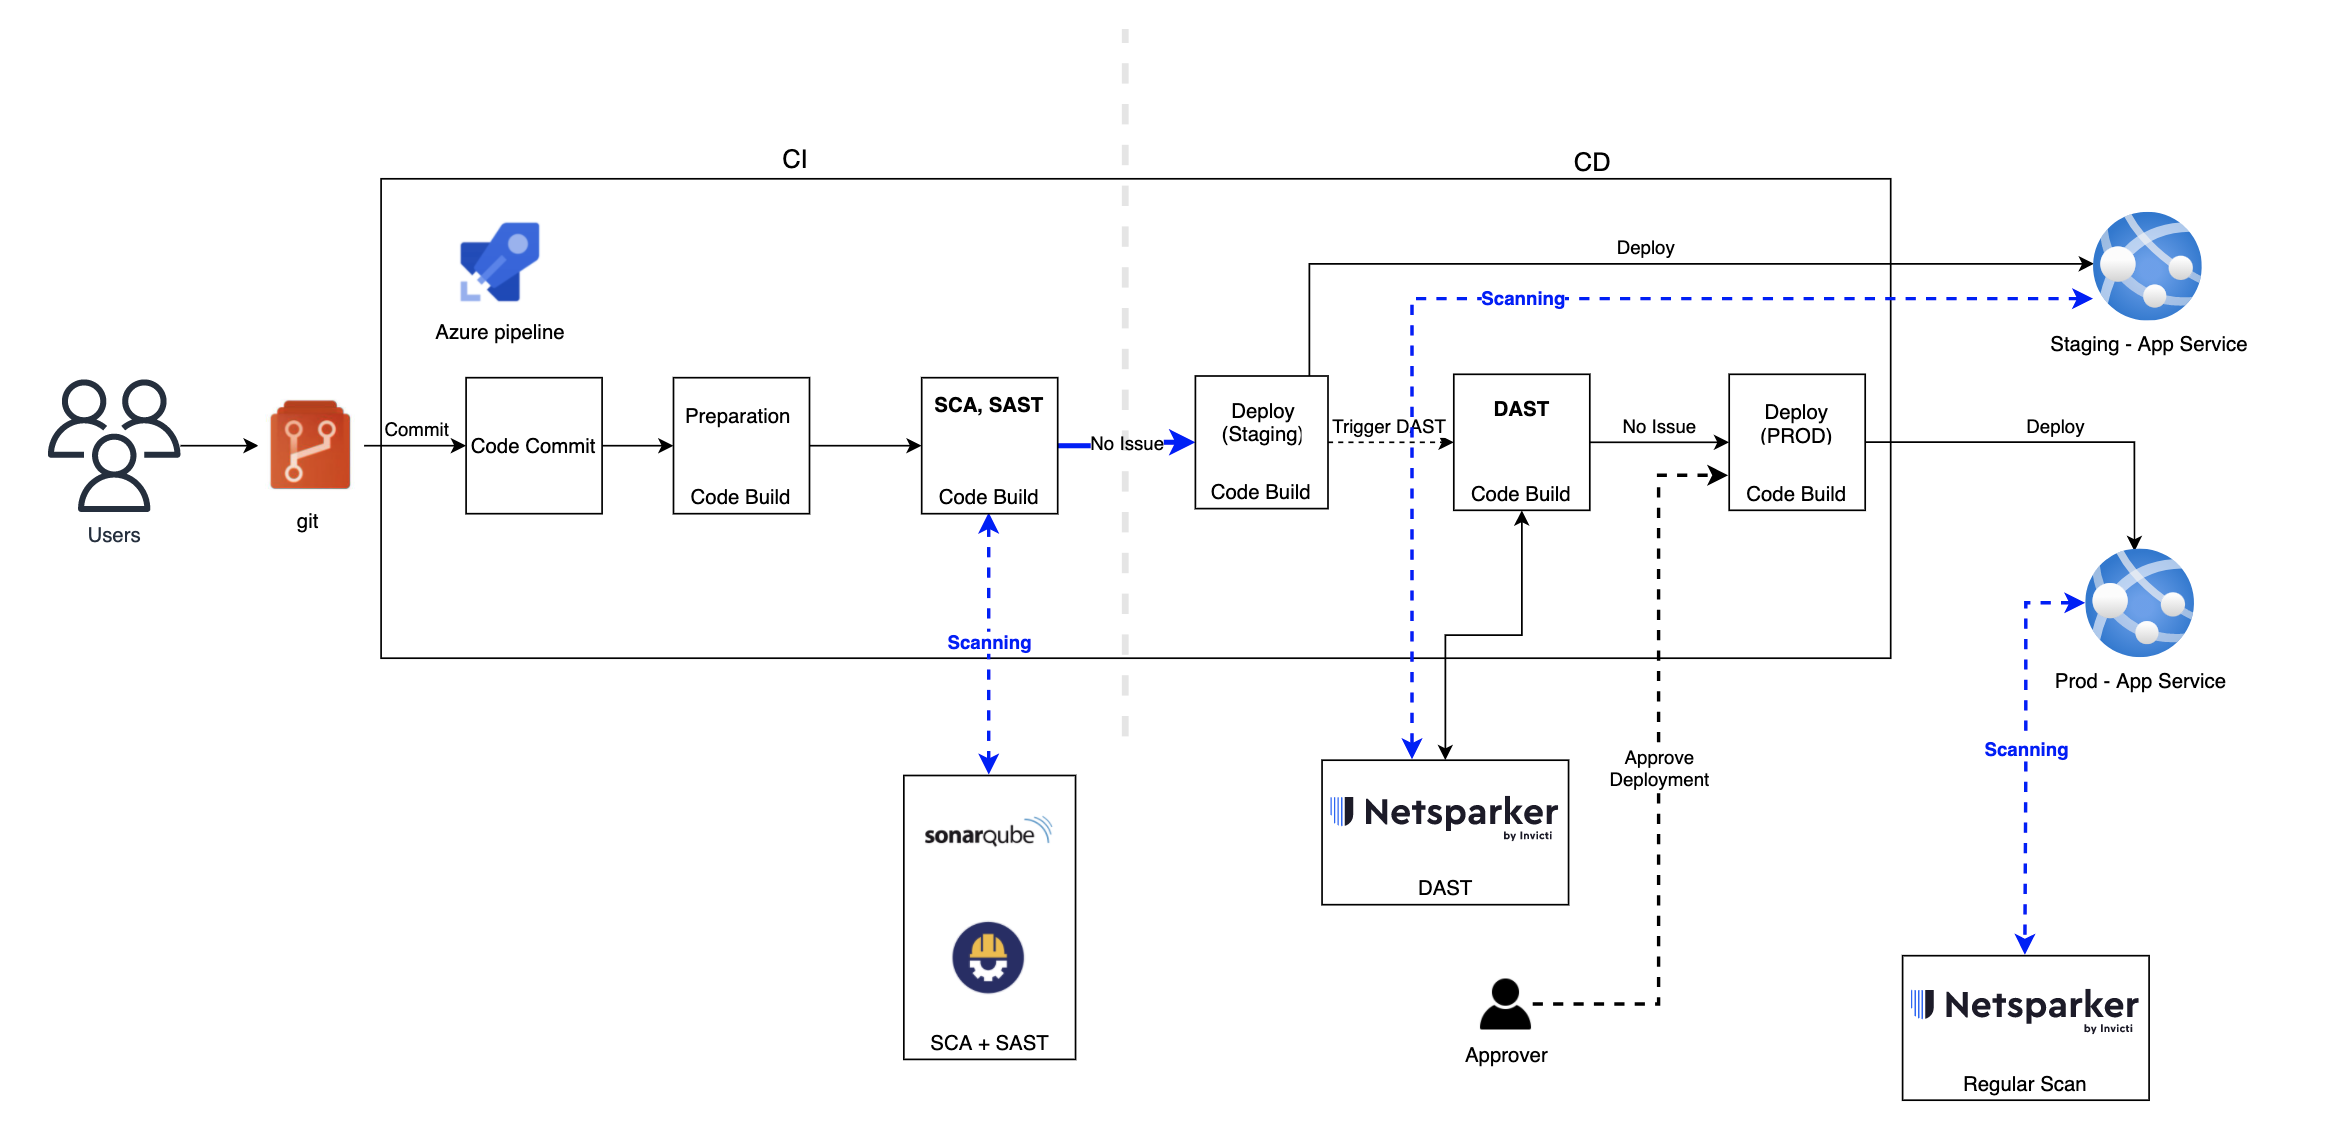 CI
CD
Azure pipeline
Users
git
Commit
Code Commit
Preparation
Code Build
SCA, SAST
Code Build
No Issue
Deploy
(Staging)
Code Build
Trigger DAST
DAST
Code Build
No Issue
Deploy
(PROD)
Code Build
Deploy
Scanning
Staging - App Service
Deploy
Prod - App Service
Scanning
Scanning
sonarqube
SCA + SAST
Netsparker
by Invicti
DAST
Approve
Deployment
Approver
Netsparker
by Invicti
Regular Scan